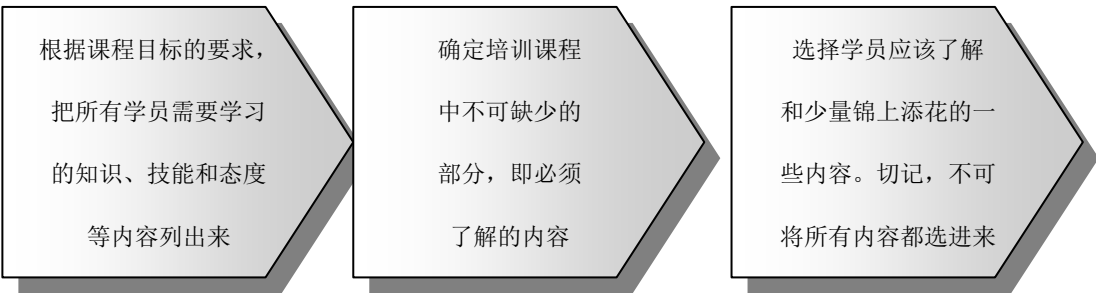 根据课程目标的要求，
把所有学员需要学习
的知识、技能和态度
等内容列出来
确定培训课程
中不可缺少的
部分，即必须
了解的内容
选择学员应该了解
和少量锦上添花的一
些内容。切记，不可
将所有内容都选进来